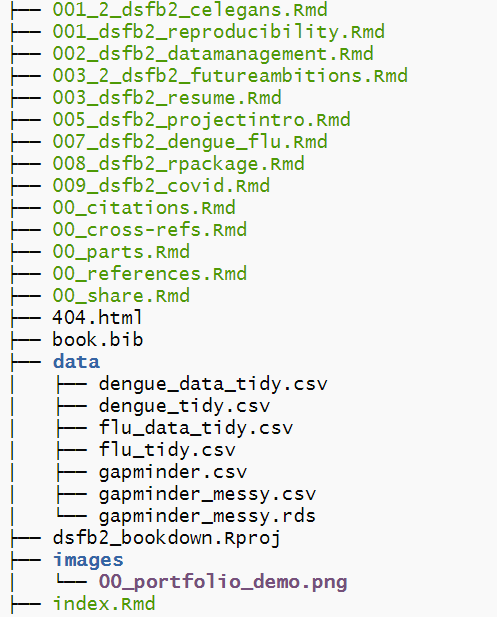 ├── 001_2_dsfb2_celegans.Rmd
├── 001_dsfb2_reproducibility.Rmd
├── 002_dsfb2_datamanagement.Rmd
├── 003_2_dsfb2_futureambitions.Rmd
├── 003_dsfb2_resume.Rmd
├── 005_dsfb2_projectintro.Rmd
├── 007_dsfb2_dengue_flu.Rmd
├── 008_dsfb2_rpackage.Rmd
├── 009_dsfb2_covid.Rmd
├── 00_citations.Rmd
├── 00_cross-refs.Rmd
├── 00_parts.Rmd
├── 00_references.Rmd
├── 00_share.Rmd
├── 404.html
├── book.bib
├── data
│   ├── dengue_data_tidy.csv
│   ├── dengue_tidy.csv
│   ├── flu_data_tidy.csv
│   ├── flu_tidy.csv
│   ├── gapminder.csv
│   ├── gapminder_messy.csv
│   └── gapminder_messy.rds
├── dsfb2_bookdown.Rproj
├── images
│   └── 00_portfolio_demo.png
├── index.Rmd